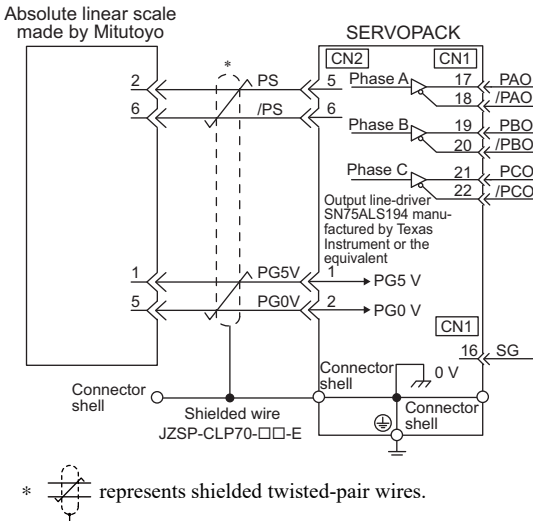 Absolute linear scale
made by Mitutoyo
SERVOPACK
*
CN2
CN1
2
PS
5
Phase A
17
PAO
18
/PAO
6
/PS
6
Phase B
19
PBO
20
/PBO
Phase C
21
PCO
22
/PCO
Output line-driver
SN75ALS194 manu-
factured by Texas
Instrument or the
equivalent
1
PG5V
1
PG5 V
5
PG0V
2
PG0 V
CN1
16
SG
Connector
shell
0 V
Connector
shell
Connector
shell
Shielded wire
JZSP-CLP70-□□-E
* represents shielded twisted-pair wires.